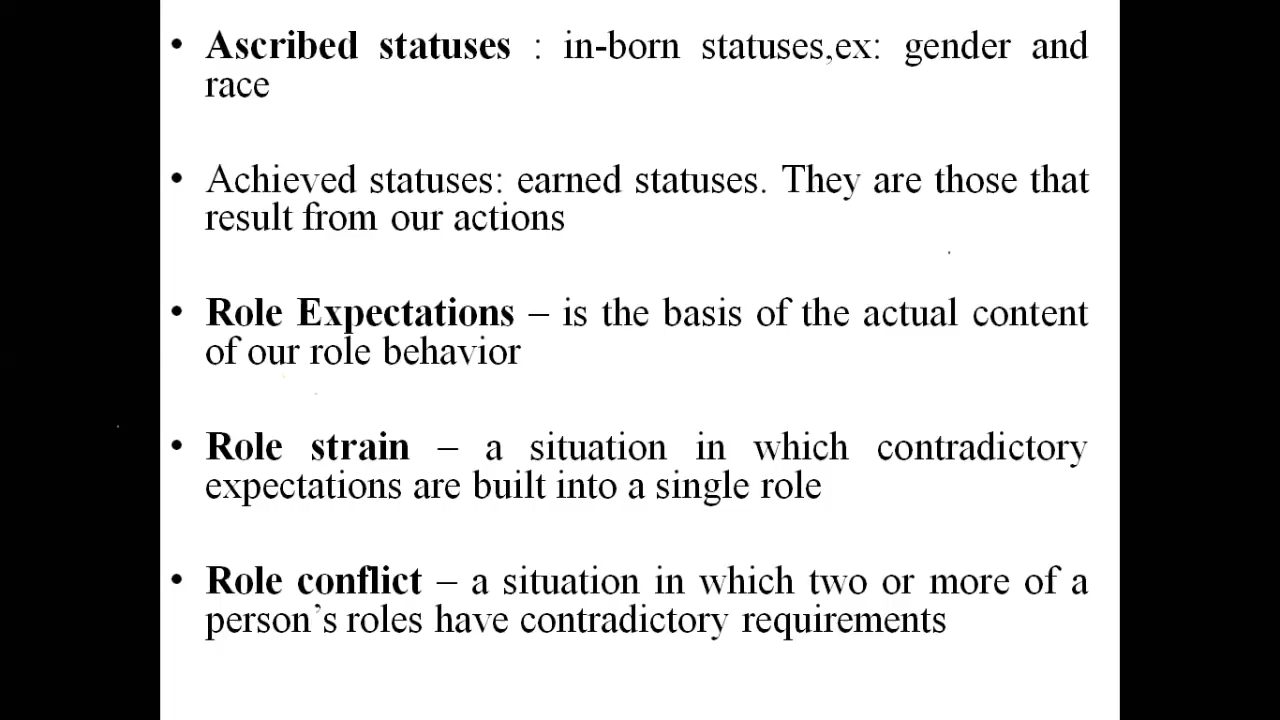 • Ascribed statuses : in-born statuses,ex: gender and
race
• Achieved statuses: earned statuses. They are those that
result from our actions
• Role Expectations – is the basis of the actual content
of our role behavior
• Role strain – a situation in which contradictory
expectations are built into a single role
• Role conflict – a situation in which two or more of a
person’s roles have contradictory requirements